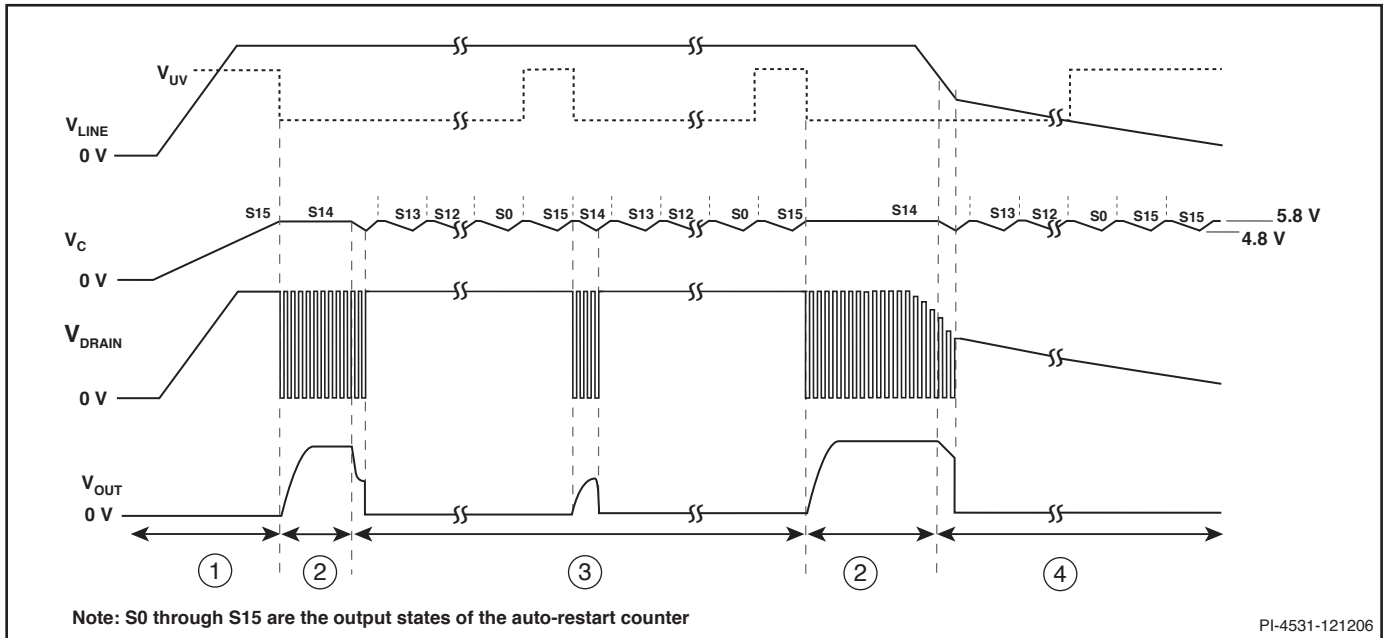 V_UV
V_LINE
0 V
S15 S14 S13 S12 S0 S15 S14 S13 S12 S0 S15 S14 S13 S12 S0 S15 S15 5.8 V
4.8 V
V_C
0 V
V_DRAIN
0 V
V_OUT
0 V
1 2 3 2 4
Note: S0 through S15 are the output states of the auto-restart counter
PI-4531-121206